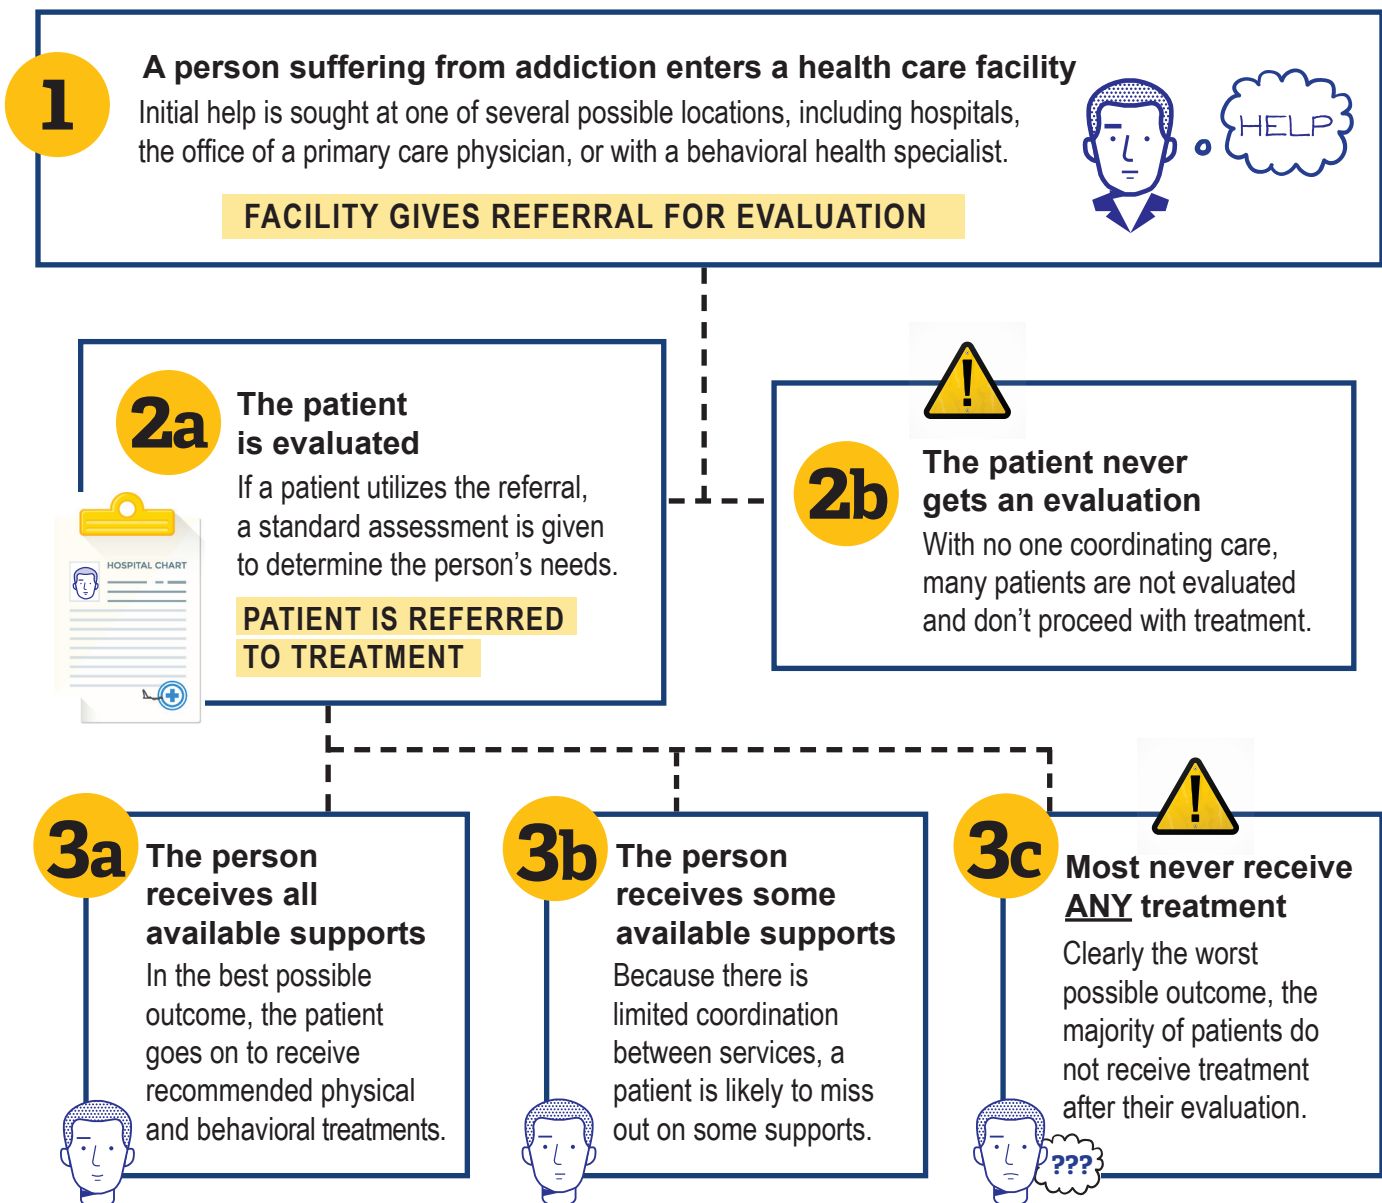 1
A person suffering from addiction enters a health care facility
Initial help is sought at one of several possible locations, including hospitals,
the office of a primary care physician, or with a behavioral health specialist.
FACILITY GIVES REFERRAL FOR EVALUATION
HELP
2a
The patient
is evaluated
If a patient utilizes the referral,
a standard assessment is given
to determine the person's needs.
PATIENT IS REFERRED
TO TREATMENT
HOSPITAL CHART
!
2b
The patient never
gets an evaluation
With no one coordinating care,
many patients are not evaluated
and don't proceed with treatment.
3a
The person
receives all
available supports
In the best possible
outcome, the patient
goes on to receive
recommended physical
and behavioral treatments.
3b
The person
receives some
available supports
Because there is
limited coordination
between services, a
patient is likely to miss
out on some supports.
!
3c
Most never receive
ANY treatment
Clearly the worst
possible outcome, the
majority of patients do
not receive treatment
after their evaluation.
???